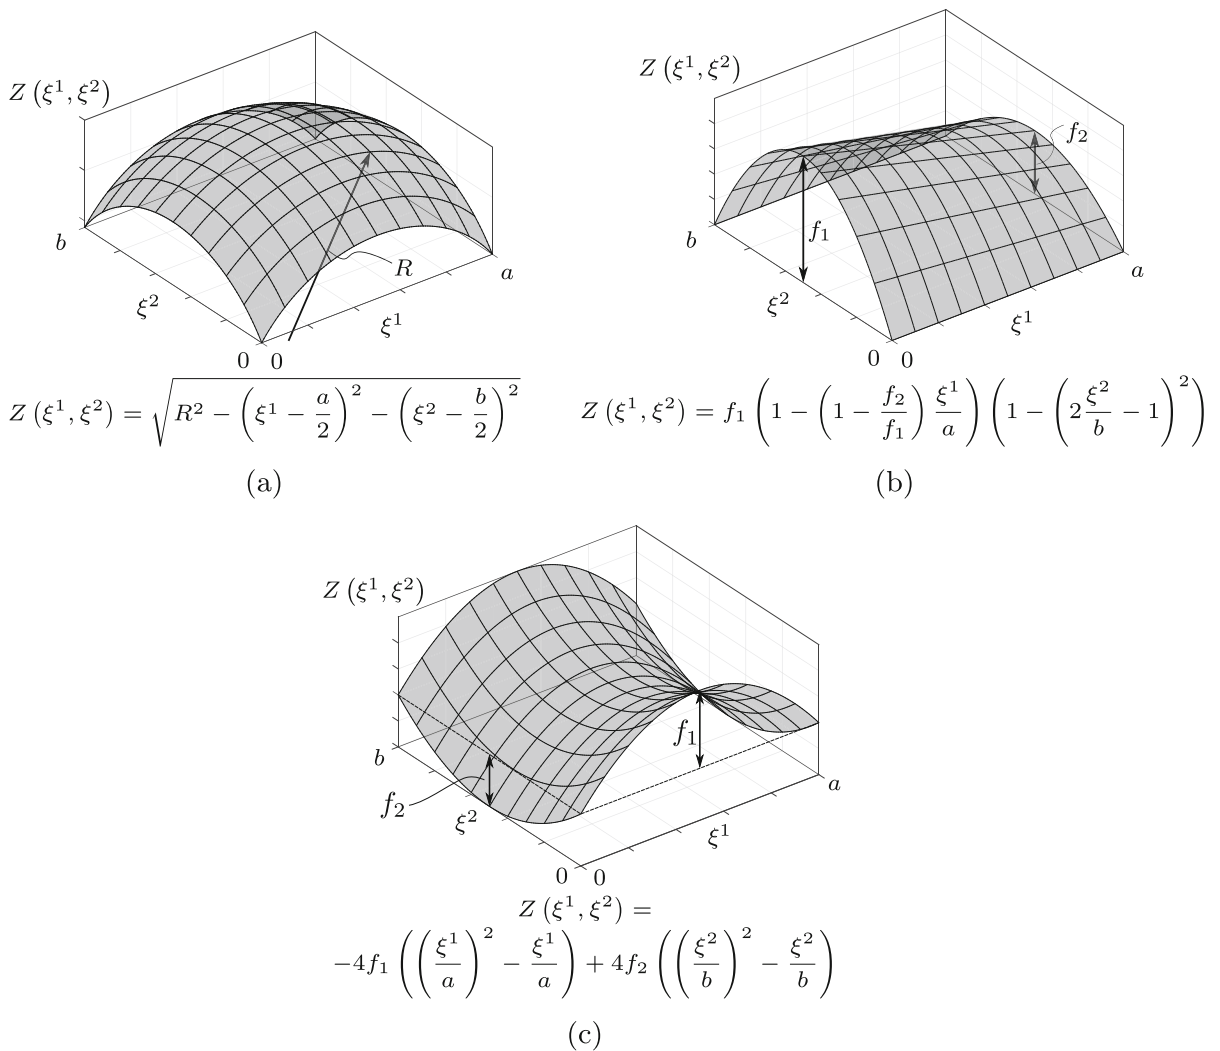 Z (ξ¹, ξ²)
b
ξ²
R
a
ξ¹
0 0
Z (ξ¹, ξ²) = √(R² − (ξ¹ − a/2)² − (ξ² − b/2)²)
(a)
Z (ξ¹, ξ²)
f₂
f₁
b
ξ²
a
ξ¹
0 0
Z (ξ¹, ξ²) = f₁ (1 − (1 − f₂/f₁) ξ¹/a) (1 − (2 ξ²/b − 1)²)
(b)
Z (ξ¹, ξ²)
f₁
b
f₂
ξ²
a
ξ¹
0 0
Z (ξ¹, ξ²) =
−4f₁ ((ξ¹/a)² − ξ¹/a) + 4f₂ ((ξ²/b)² − ξ²/b)
(c)